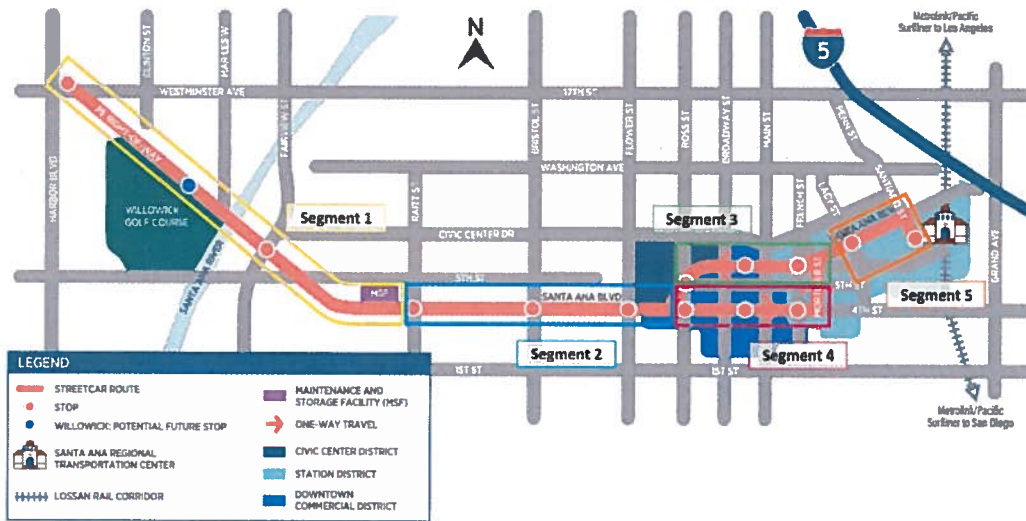 Metrolink/Pacific
Surfliner to Los Angeles
N
5
CLINTON ST
WESTMINSTER AVE
17TH ST
PE RIGHT-OF-WAY
FAIRVIEW ST
BRISTOL ST
FLOWER ST
ROSS ST
BROADWAY ST
MAIN ST
PENN ST
WASHINGTON AVE
HARBOR BLVD
WILLOWICK
GOLF COURSE
SANTA ANA RIVER
Segment 1
CIVIC CENTER DR
Segment 3
FRENCH ST
LACY ST
SANTIAGO ST
SANTA ANA BLVD
GRAND AVE
5TH ST
MSF
SANTA ANA BLVD
5TH ST
4TH ST
Segment 5
Segment 2
Segment 4
1ST ST
1ST ST
Metrolink/Pacific
Surfliner to San Diego
LEGEND
STREETCAR ROUTE
STOP
WILLOWICK: POTENTIAL FUTURE STOP
SANTA ANA REGIONAL
TRANSPORTATION CENTER
LOSSAN RAIL CORRIDOR
MAINTENANCE AND
STORAGE FACILITY (MSF)
ONE-WAY TRAVEL
CIVIC CENTER DISTRICT
STATION DISTRICT
DOWNTOWN
COMMERCIAL DISTRICT